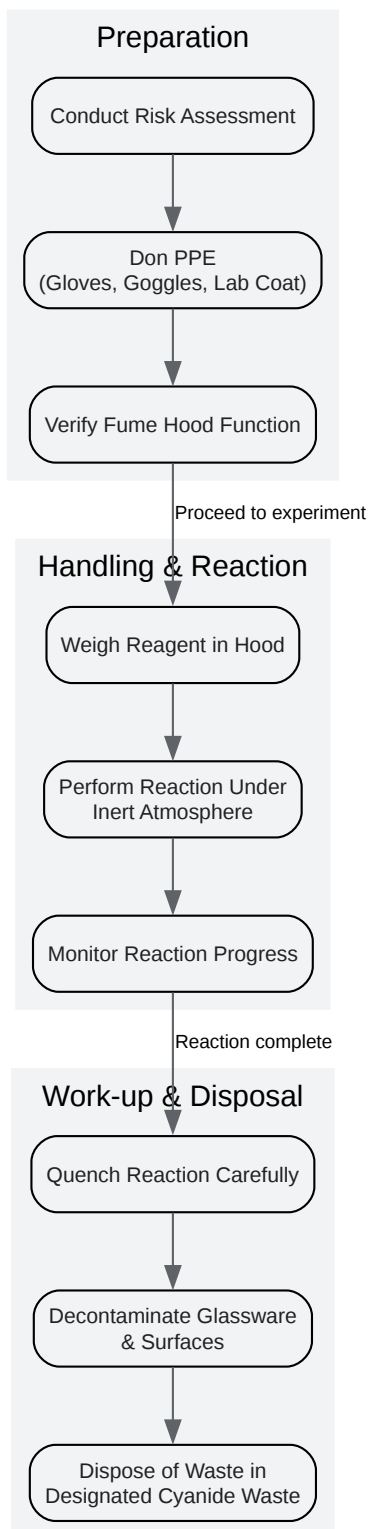 Preparation
Conduct Risk Assessment
Don PPE
(Gloves, Goggles, Lab Coat)
Verify Fume Hood Function
Proceed to experiment
Handling & Reaction
Weigh Reagent in Hood
Perform Reaction Under
Inert Atmosphere
Monitor Reaction Progress
Reaction complete
Work-up & Disposal
Quench Reaction Carefully
Decontaminate Glassware
& Surfaces
Dispose of Waste in
Designated Cyanide Waste